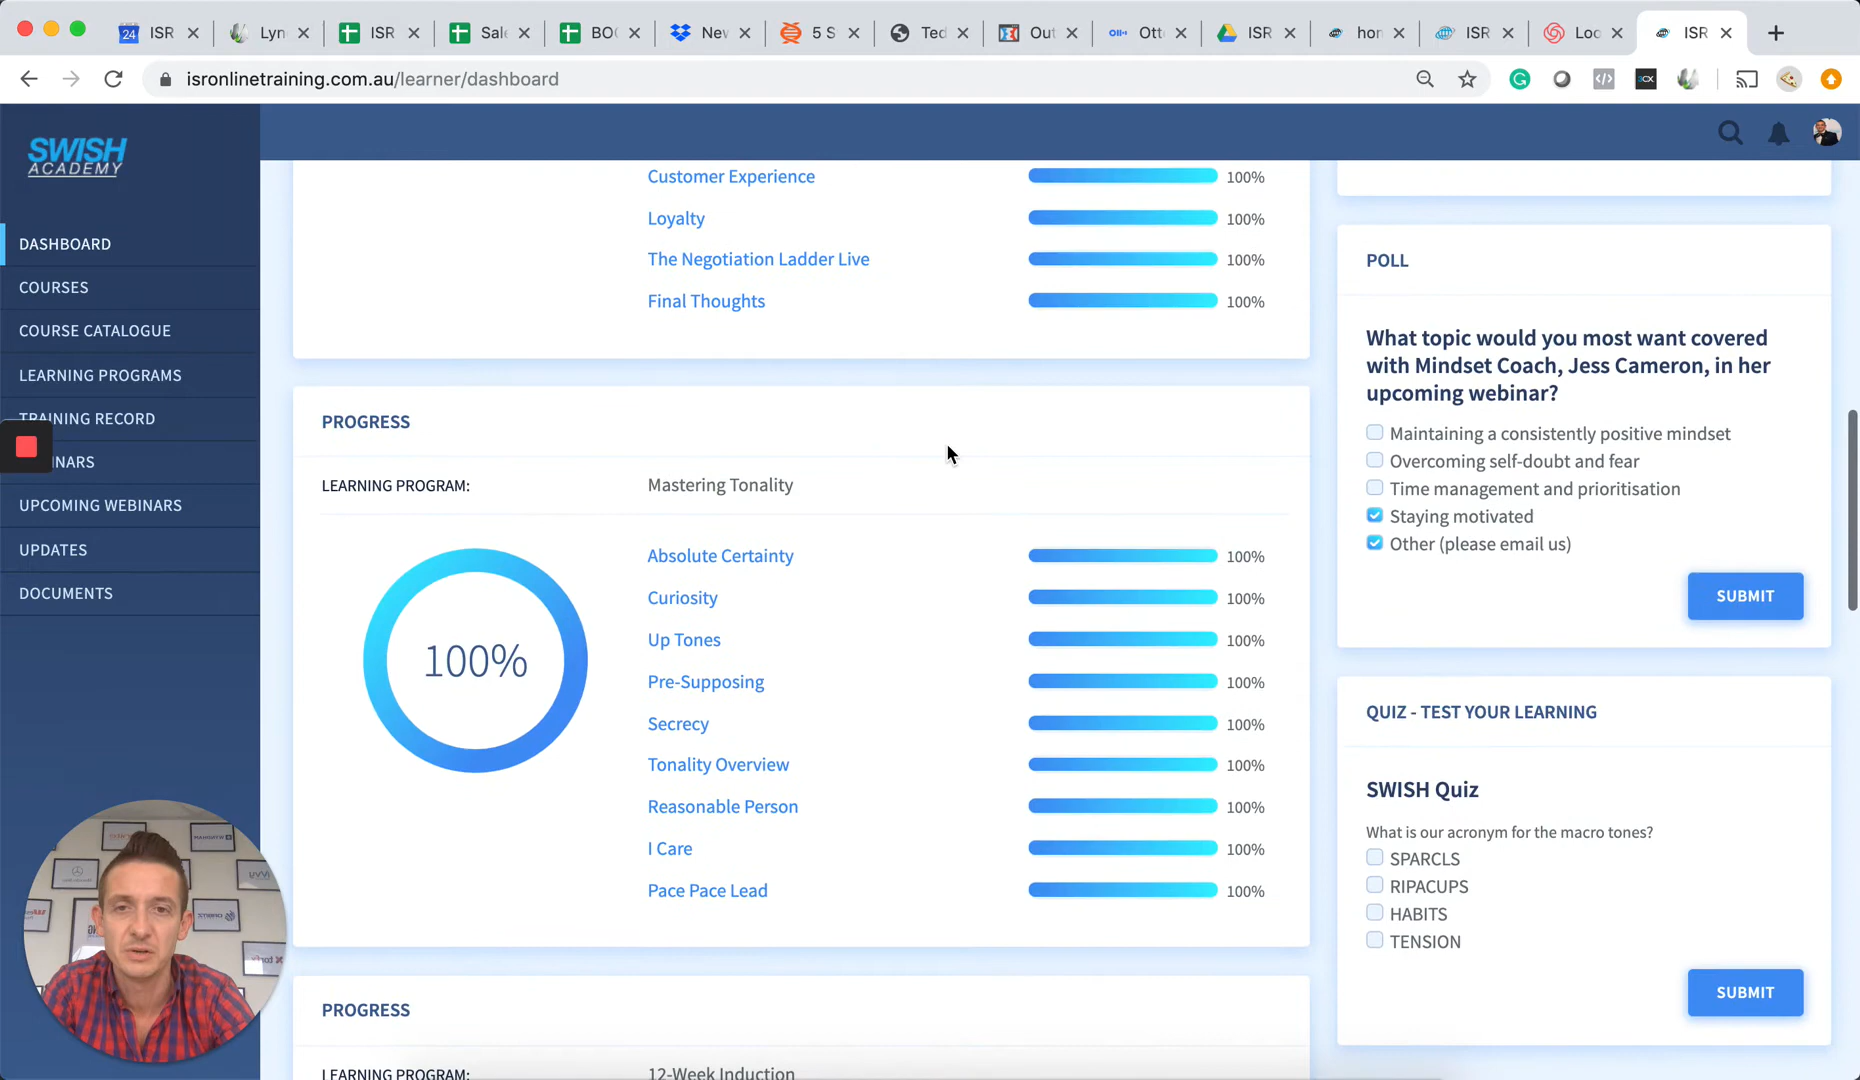 24 ISR
Lyn
ISR
Sale
BO
New
5 S
Ted
Out
Ott
ISR
hor
ISR
Loo
ISR
isronlinetraining.com.au/learner/dashboard
3CX
SWISH
ACADEMY
DASHBOARD
COURSES
COURSE CATALOGUE
LEARNING PROGRAMS
TRAINING RECORD
INARS
UPCOMING WEBINARS
UPDATES
DOCUMENTS
Customer Experience 100%
Loyalty 100%
The Negotiation Ladder Live 100%
Final Thoughts 100%
PROGRESS
LEARNING PROGRAM: Mastering Tonality
100%
Absolute Certainty 100%
Curiosity 100%
Up Tones 100%
Pre-Supposing 100%
Secrecy 100%
Tonality Overview 100%
Reasonable Person 100%
I Care 100%
Pace Pace Lead 100%
PROGRESS
LEARNING PROGRAM: 12-Week Induction
POLL
What topic would you most want covered
with Mindset Coach, Jess Cameron, in her
upcoming webinar?
Maintaining a consistently positive mindset
Overcoming self-doubt and fear
Time management and prioritisation
Staying motivated
Other (please email us)
SUBMIT
QUIZ - TEST YOUR LEARNING
SWISH Quiz
What is our acronym for the macro tones?
SPARCLS
RIPACUPS
HABITS
TENSION
SUBMIT